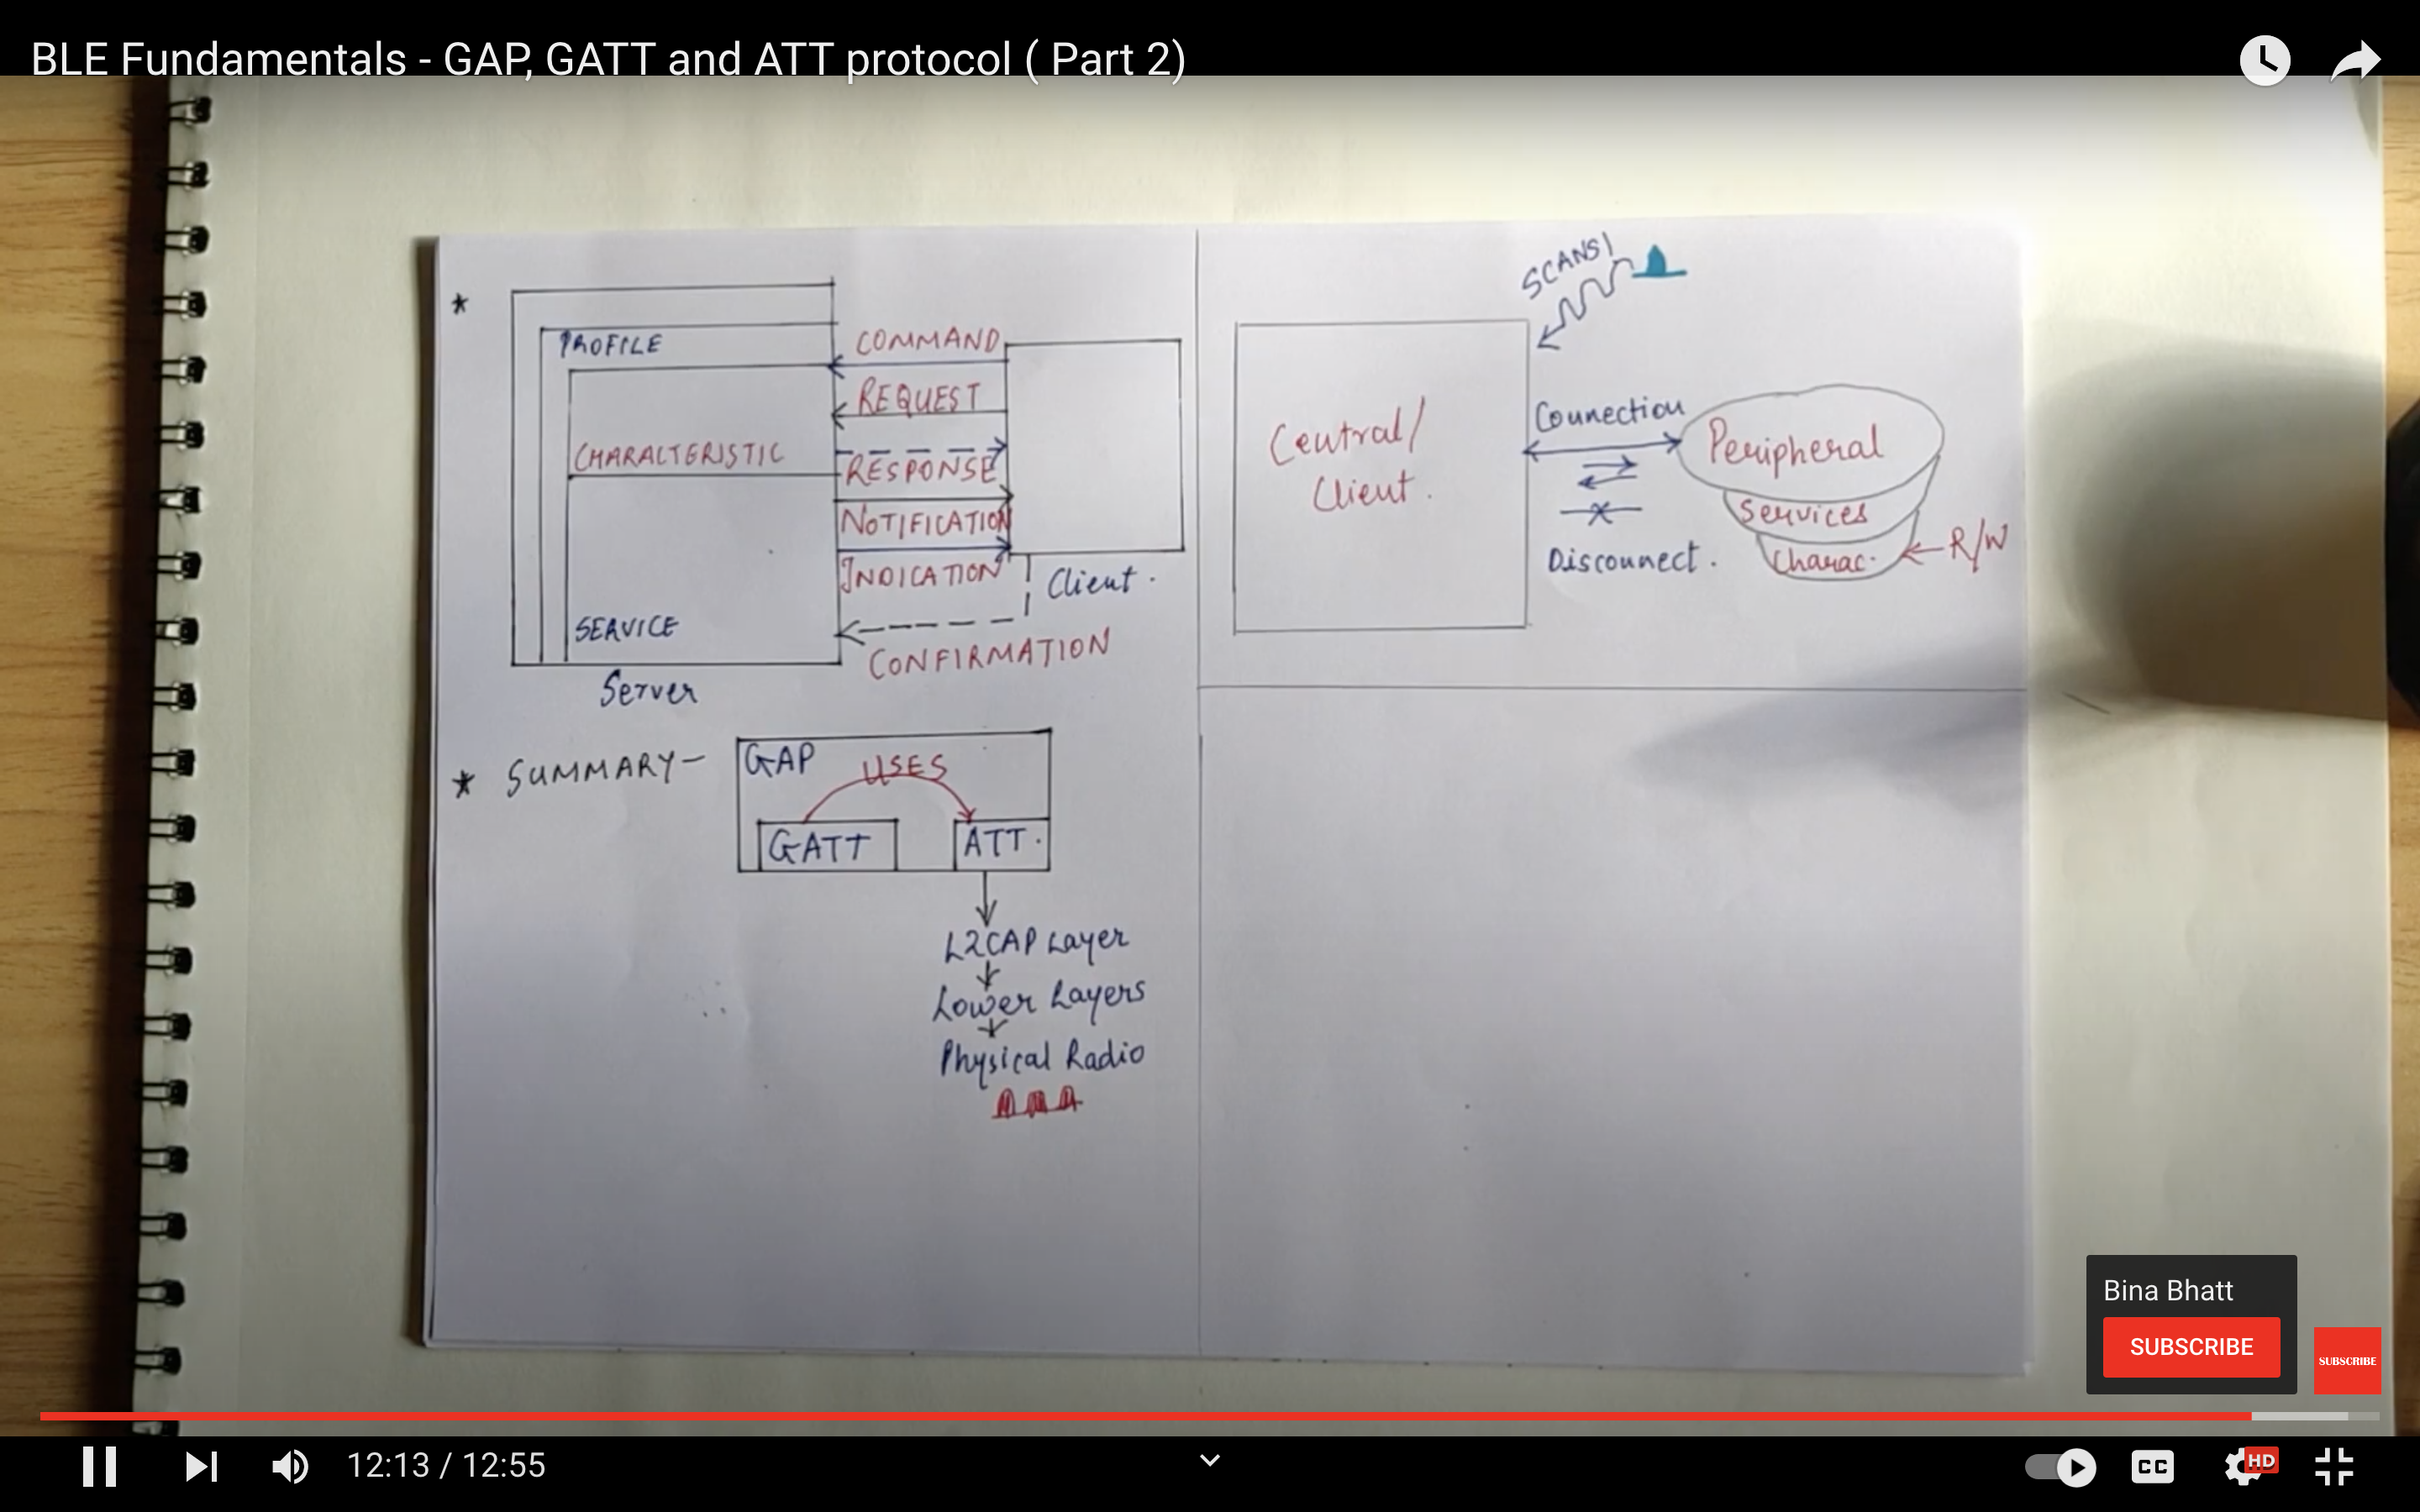 BLE Fundamentals - GAP, GATT and ATT protocol ( Part 2)
*
PROFILE
CHARACTERISTIC
SERVICE
Server
COMMAND
REQUEST
RESPONSE
NOTIFICATION
INDICATION
CONFIRMATION
Client.
SCANS!
Central/
Client.
Connection
Disconnect.
Peripheral
Services
Charac.
R/W
* SUMMARY-
GAP
USES
GATT
ATT.
L2CAP Layer
Lower Layers
Physical Radio
Bina Bhatt
SUBSCRIBE
SUBSCRIBE
12:13 / 12:55
CC
HD